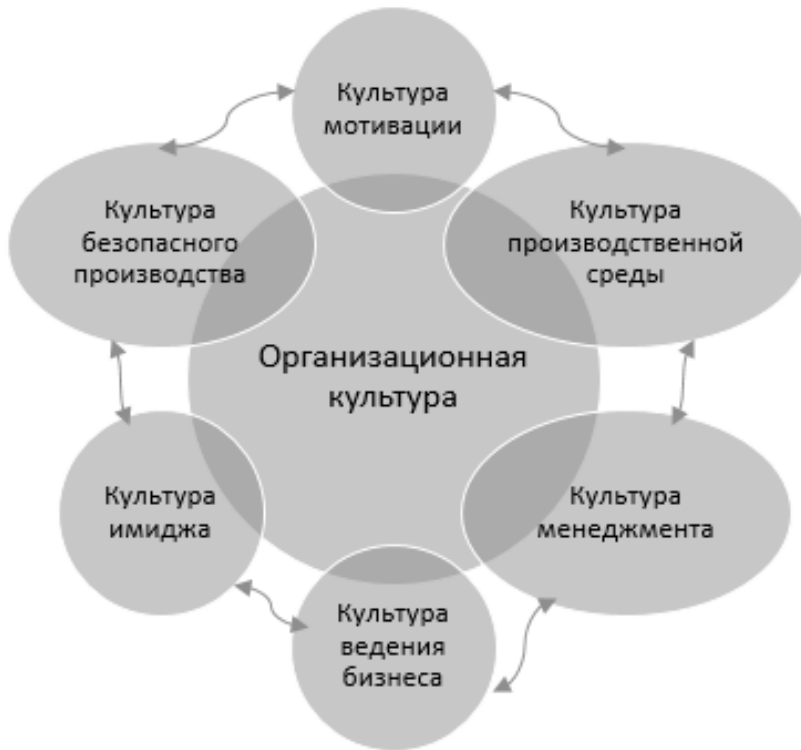 Культура
мотивации
Культура
безопасного
производства
Культура
производственной
среды
Организационная
культура
Культура
имиджа
Культура
менеджмента
Культура
ведения
бизнеса